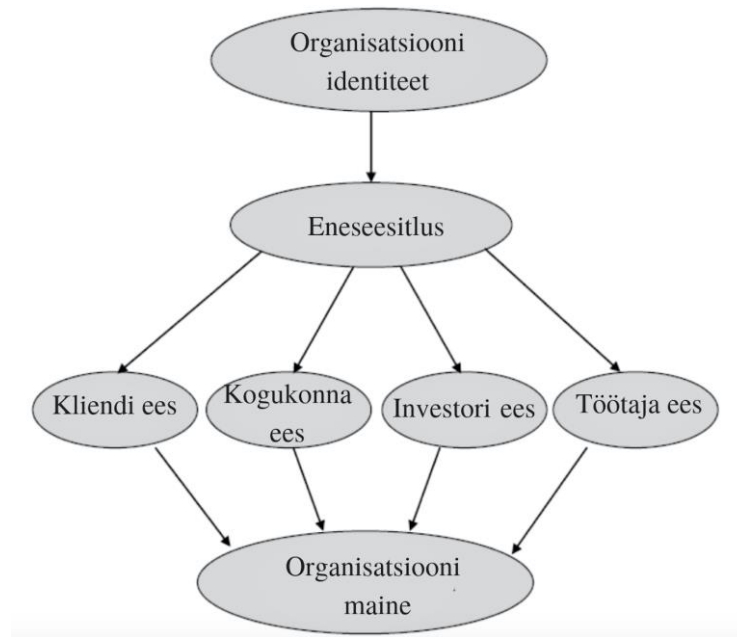 Organisatsiooni
identiteet
Eneseesitlus
Kliendi ees
Kogukonna
ees
Investori ees
Töötaja ees
Organisatsiooni
maine